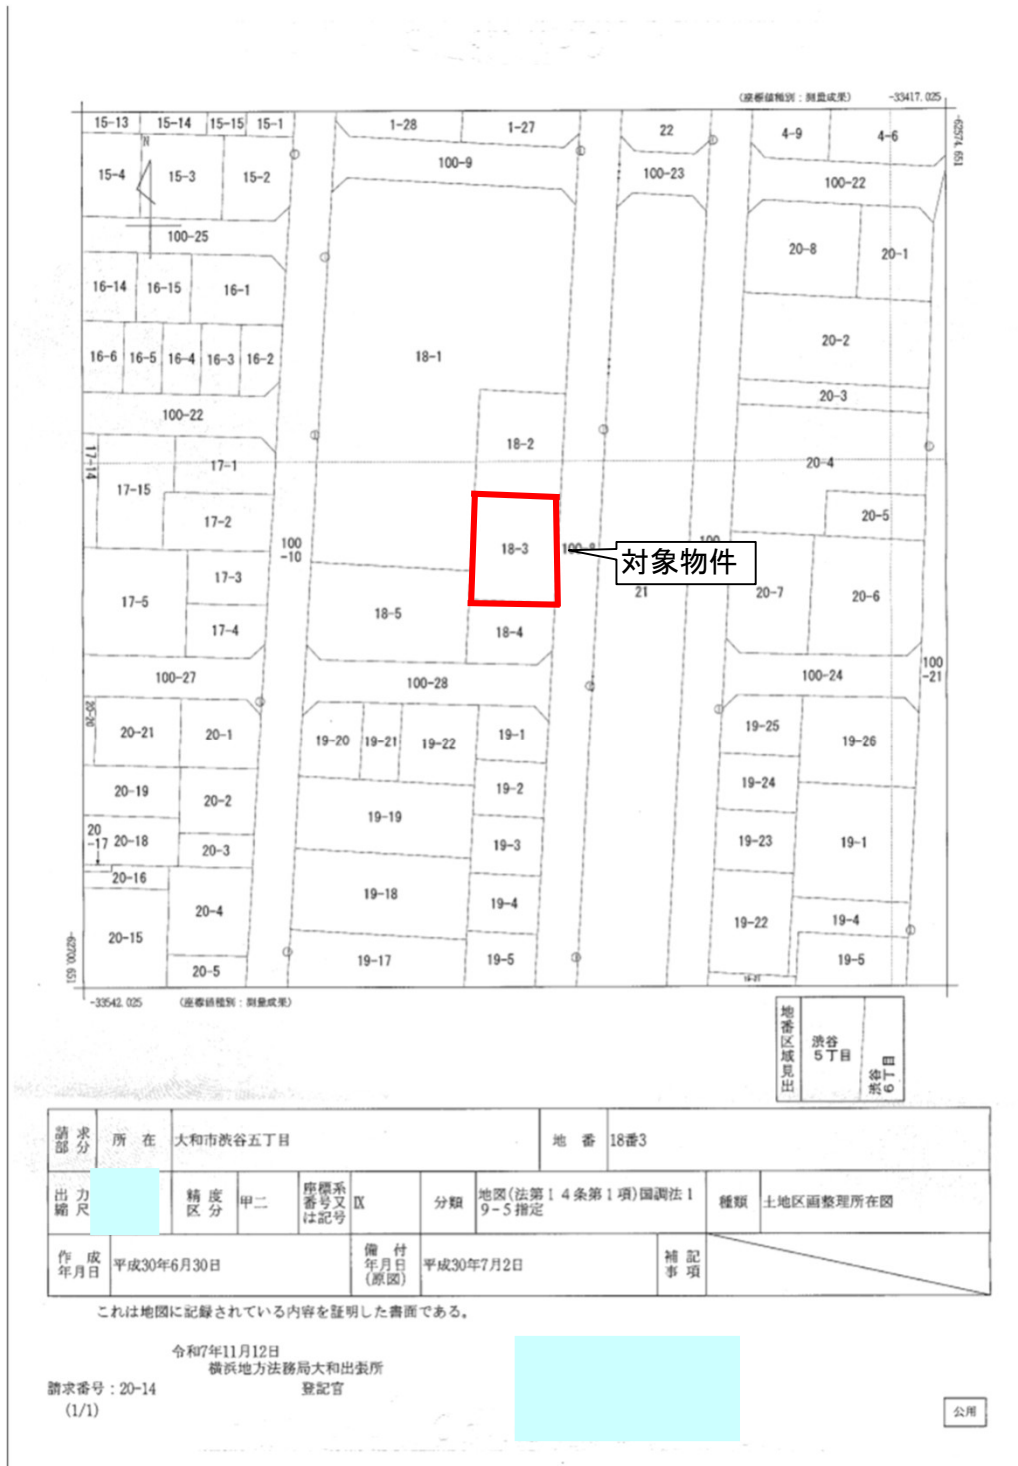 (座標値種別：測量成果) -33417.025
-62574.651
15-13 15-14 15-15 15-1 1-28 1-27 22 4-9 4-6
N
15-4 15-3 15-2 100-9 100-23 100-22
100-25 20-8 20-1
16-14 16-15 16-1
16-6 16-5 16-4 16-3 16-2 18-1 20-2
20-3
100-22
17-14 17-15 17-1 18-2 20-4
17-2 20-5
100
-10
18-3 100-8 対象物件 100
17-3 21 20-7 20-6
17-5 18-5
17-4 18-4
100-27 100-28 100-24 100
-21
20-20 20-21 20-1 19-20 19-21 19-22 19-1 19-25 19-26
20-19 20-2 19-2 19-24
20
-17
20-18 20-3 19-19 19-3 19-23 19-1
20-16
20-4 19-18 19-4 19-22 19-4
20-15 20-5 19-17 19-5 19-5
-62700.651
-33542.025 (座標値種別：測量成果)
地番区域見出
渋谷
5丁目
渋谷
6丁目
請求部分 所在 大和市渋谷五丁目 地番 18番3
出力縮尺 精度区分 甲二 座標系番号又は記号 Ⅸ 分類 地図(法第14条第1項)国調法19-5指定 種類 土地区画整理所在図
作成年月日 平成30年6月30日 備付年月日(原図) 平成30年7月2日 補記事項
これは地図に記録されている内容を証明した書面である。
令和7年11月12日
横浜地方法務局大和出張所
請求番号：20-14 登記官
(1/1)
公用